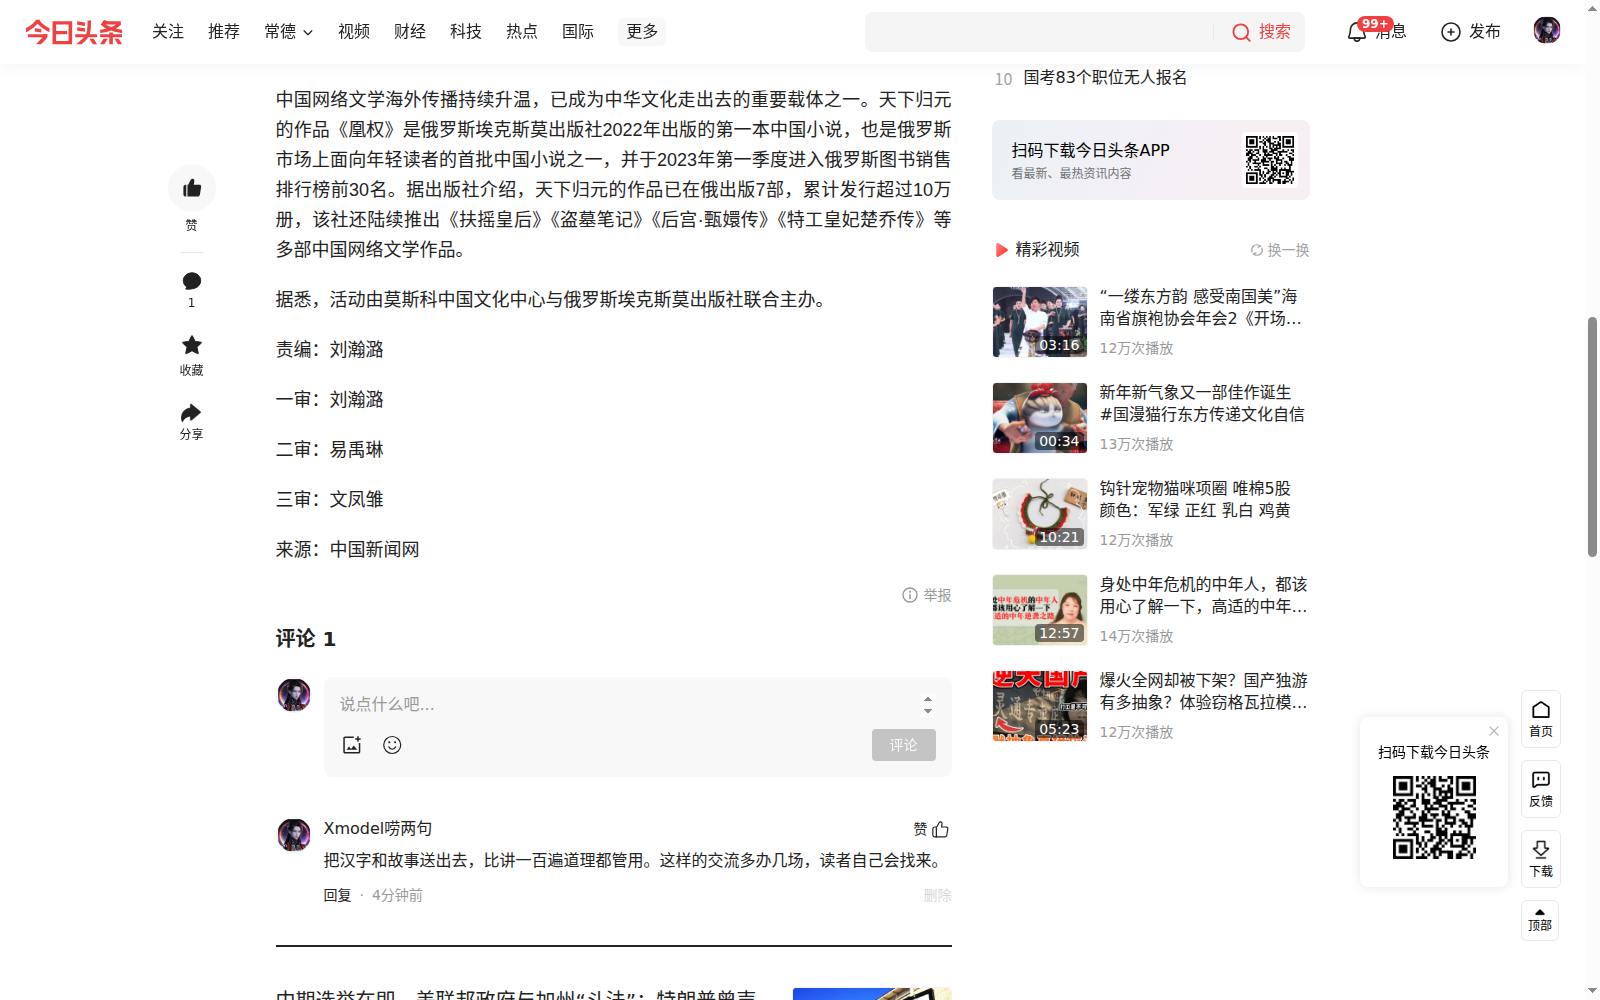 今日头条
关注 推荐 常德 视频 财经 科技 热点 国际 更多
搜索
99+
消息
发布
中国网络文学海外传播持续升温，已成为中华文化走出去的重要载体之一。天下归元
的作品《凰权》是俄罗斯埃克斯莫出版社2022年出版的第一本中国小说，也是俄罗斯
市场上面向年轻读者的首批中国小说之一，并于2023年第一季度进入俄罗斯图书销售
排行榜前30名。据出版社介绍，天下归元的作品已在俄出版7部，累计发行超过10万
册，该社还陆续推出《扶摇皇后》《盗墓笔记》《后宫·甄嬛传》《特工皇妃楚乔传》等
多部中国网络文学作品。
据悉，活动由莫斯科中国文化中心与俄罗斯埃克斯莫出版社联合主办。
责编：刘瀚潞
一审：刘瀚潞
二审：易禹琳
三审：文凤雏
来源：中国新闻网
举报
赞
1
收藏
分享
评论 1
说点什么吧...
评论
Xmodel唠两句
赞
把汉字和故事送出去，比讲一百遍道理都管用。这样的交流多办几场，读者自己会找来。
回复 · 4分钟前
删除
中期选举在即，美联邦政府与加州“斗法”：特朗普曾声
10 国考83个职位无人报名
扫码下载今日头条APP
看最新、最热资讯内容
精彩视频
换一换
03:16
“一缕东方韵 感受南国美”海
南省旗袍协会年会2《开场...
12万次播放
00:34
新年新气象又一部佳作诞生
#国漫猫行东方传递文化自信
13万次播放
10:21
钩针宠物猫咪项圈 唯棉5股
颜色：军绿 正红 乳白 鸡黄
12万次播放
12:57
身处中年危机的中年人，都该
用心了解一下，高适的中年...
14万次播放
05:23
爆火全网却被下架？国产独游
有多抽象？体验窃格瓦拉模...
12万次播放
扫码下载今日头条
首页
反馈
下载
顶部